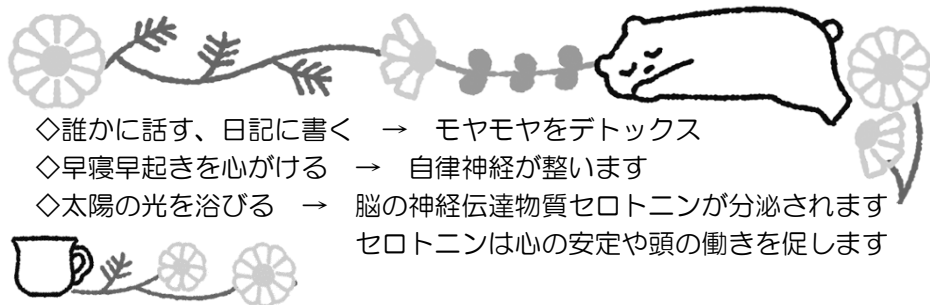 ◇誰かに話す、日記に書く　→　モヤモヤをデトックス
◇早寝早起きを心がける　→　自律神経が整います
◇太陽の光を浴びる　→　脳の神経伝達物質セロトニンが分泌されます
セロトニンは心の安定や頭の働きを促します